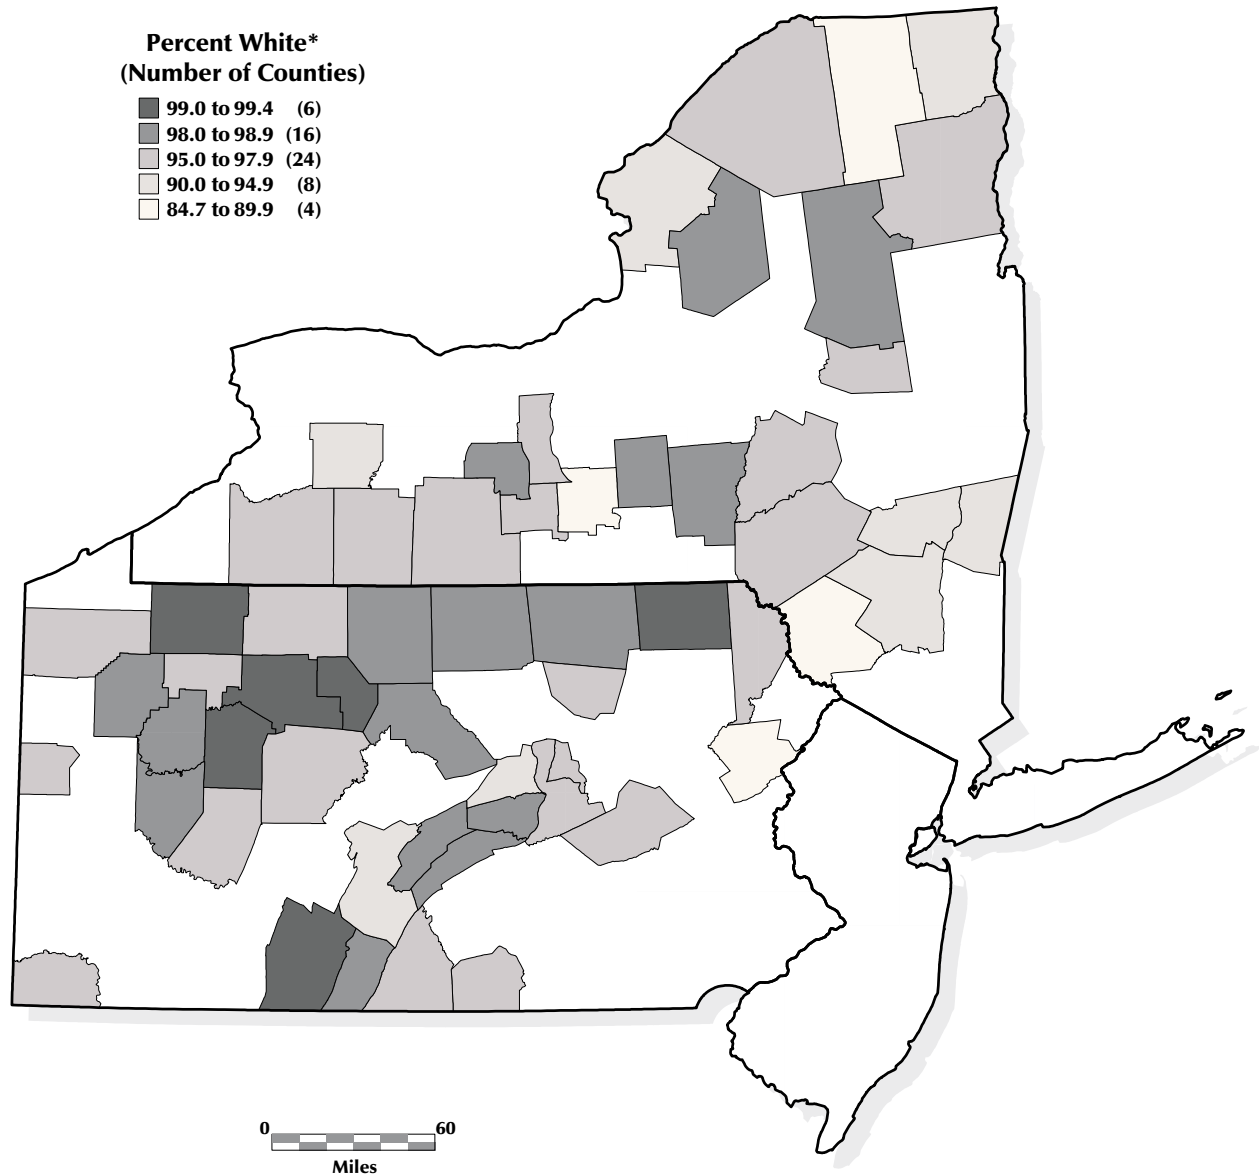 Percent White*
(Number of Counties)
99.0 to 99.4 (6)
98.0 to 98.9 (16)
95.0 to 97.9 (24)
90.0 to 94.9 (8)
84.7 to 89.9 (4)
0 60
Miles